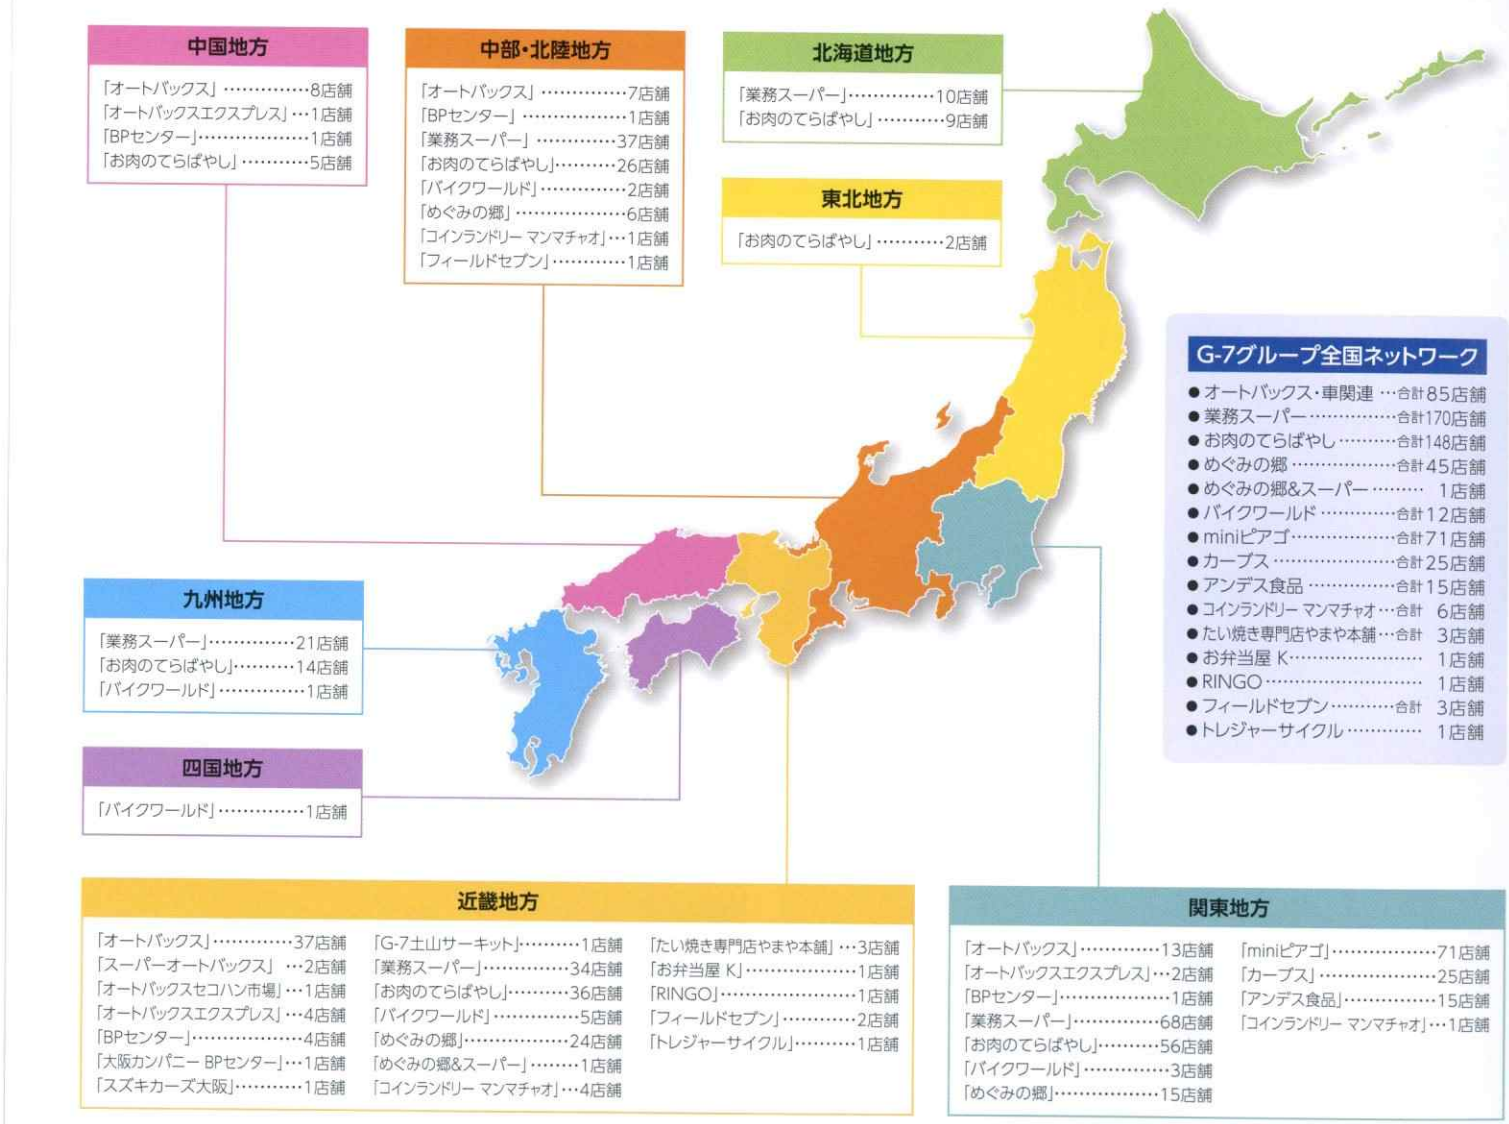 中国地方
「オートバックス」 ·············8店舗
「オートバックスエクスプレス」···1店舗
「BPセンター」·················1店舗
「お肉のてらばやし」 ···········5店舗
中部・北陸地方
「オートバックス」 ··············7店舗
「BPセンター」 ·················1店舗
「業務スーパー」 ·············37店舗
「お肉のてらばやし」··········26店舗
「バイクワールド」··············2店舗
「めぐみの郷」 ··················6店舗
「コインランドリー マンマチャオ」···1店舗
「フィールドセブン」············1店舗
北海道地方
「業務スーパー」··············10店舗
「お肉のてらばやし」 ···········9店舗
東北地方
「お肉のてらばやし」 ···········2店舗
G-7グループ全国ネットワーク
●オートバックス・車関連 ···合計85店舗
●業務スーパー··············合計170店舗
●お肉のてらばやし··········合計148店舗
●めぐみの郷 ·················合計45店舗
●めぐみの郷&スーパー········· 1店舗
●バイクワールド ············合計12店舗
●miniピアゴ·················合計71店舗
●カーブス ····················合計25店舗
●アンデス食品 ··············合計15店舗
●コインランドリー マンマチャオ···合計 6店舗
●たい焼き専門店やまや本舗···合計 3店舗
●お弁当屋 K······················ 1店舗
●RINGO·························· 1店舗
●フィールドセブン··········合計 3店舗
●トレジャーサイクル ············· 1店舗
九州地方
「業務スーパー」··············21店舗
「お肉のてらばやし」··········14店舗
「バイクワールド」··············1店舗
四国地方
「バイクワールド」··············1店舗
近畿地方
「オートバックス」·············37店舗
「スーパーオートバックス」 ···2店舗
「オートバックスセコハン市場」···1店舗
「オートバックスエクスプレス」···4店舗
「BPセンター」·················4店舗
「大阪カンパニー BPセンター」···1店舗
「スズキカーズ大阪」···········1店舗
「G-7土山サーキット」··········1店舗
「業務スーパー」··············34店舗
「お肉のてらばやし」··········36店舗
「バイクワールド」··············5店舗
「めぐみの郷」·················24店舗
「めぐみの郷&スーパー」·········1店舗
「コインランドリー マンマチャオ」···4店舗
「たい焼き専門店やまや本舗」 ···3店舗
「お弁当屋 K」··················1店舗
「RINGO」······················1店舗
「フィールドセブン」············2店舗
「トレジャーサイクル」··········1店舗
関東地方
「オートバックス」·············13店舗
「オートバックスエクスプレス」···2店舗
「BPセンター」··················1店舗
「業務スーパー」··············68店舗
「お肉のてらばやし」··········56店舗
「バイクワールド」··············3店舗
「めぐみの郷」·················15店舗
「miniピアゴ」·················71店舗
「カーブス」 ···················25店舗
「アンデス食品」···············15店舗
「コインランドリー マンマチャオ」···1店舗